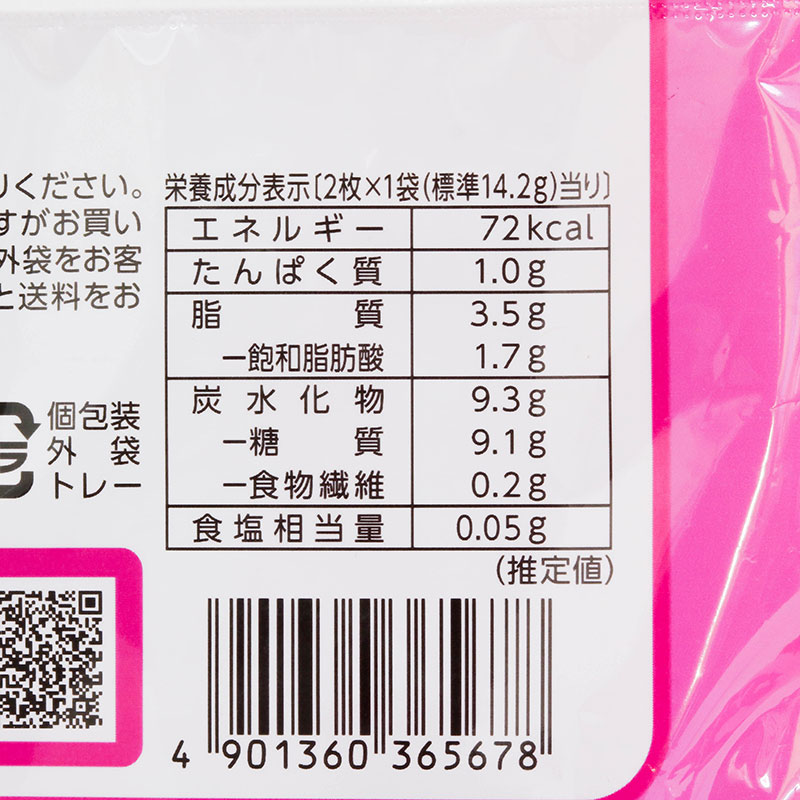 りください。
すがお買い
外袋をお客
と送料をお
栄養成分表示〔2枚×1袋(標準14.2g)当り〕
エネルギー 72kcal
たんぱく質 1.0g
脂質 3.5g
ー飽和脂肪酸 1.7g
炭水化物 9.3g
ー糖質 9.1g
ー食物繊維 0.2g
食塩相当量 0.05g
(推定値)
個包装
外袋
トレー
4 901360 365678